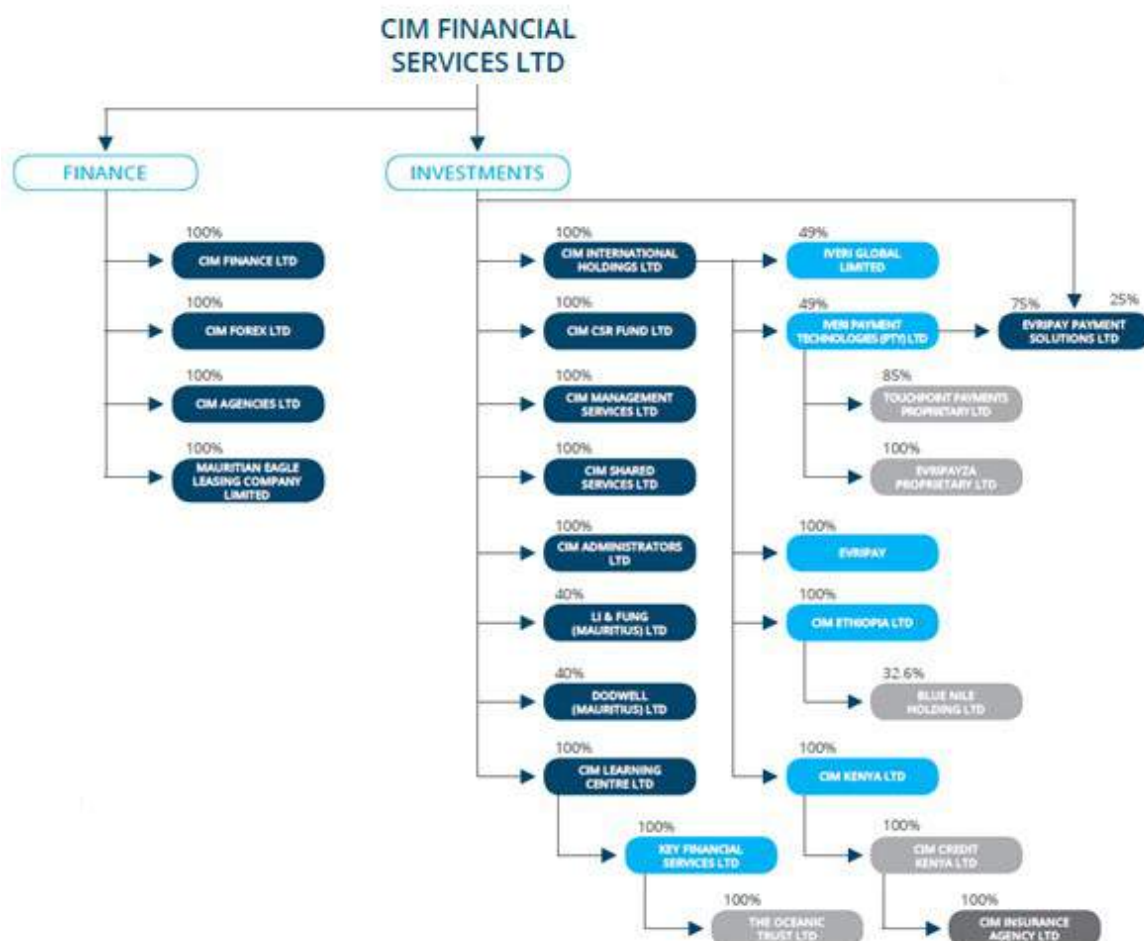 CIM FINANCIAL
SERVICES LTD
FINANCE
INVESTMENTS
100%
CIM FINANCE LTD
100%
CIM FOREX LTD
100%
CIM AGENCIES LTD
100%
MAURITIAN EAGLE
LEASING COMPANY
LIMITED
100%
CIM INTERNATIONAL
HOLDINGS LTD
100%
CIM CSR FUND LTD
100%
CIM MANAGEMENT
SERVICES LTD
100%
CIM SHARED
SERVICES LTD
100%
CIM ADMINISTRATORS
LTD
40%
LI & FUNG
(MAURITIUS) LTD
40%
DODWELL
(MAURITIUS) LTD
100%
CIM LEARNING
CENTRE LTD
100%
KEY FINANCIAL
SERVICES LTD
100%
THE OCEANIC
TRUST LTD
49%
IVERI GLOBAL
LIMITED
49%
IVERI PAYMENT
TECHNOLOGIES (PTY) LTD
85%
TOUCHPOINT PAYMENTS
PROPRIETARY LTD
100%
EVRIPAYZA
PROPRIETARY LTD
100%
EVRIPAY
100%
CIM ETHIOPIA LTD
32.6%
BLUE NILE
HOLDING LTD
100%
CIM KENYA LTD
100%
CIM CREDIT
KENYA LTD
100%
CIM INSURANCE
AGENCY LTD
75% 25%
EVRIPAY PAYMENT
SOLUTIONS LTD